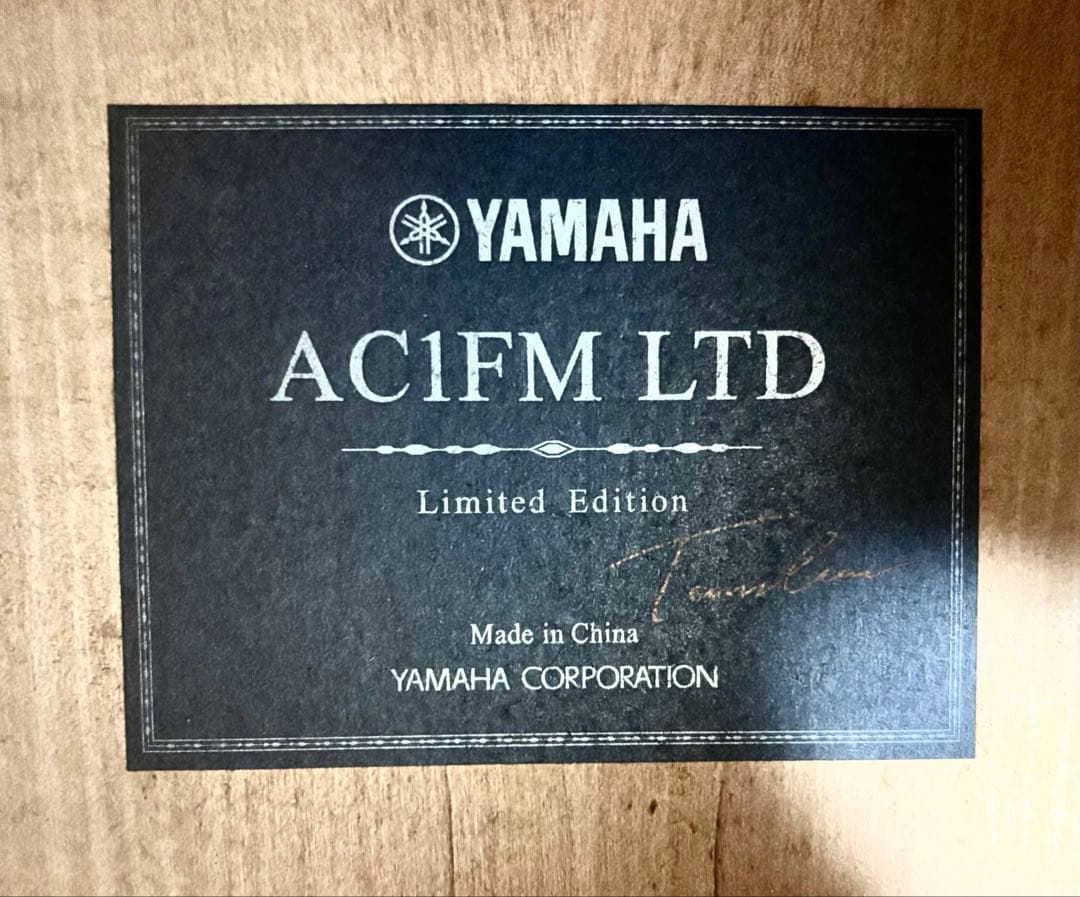 YAMAHA
AC1FM LTD
Limited Edition
Made in China
YAMAHA CORPORATION